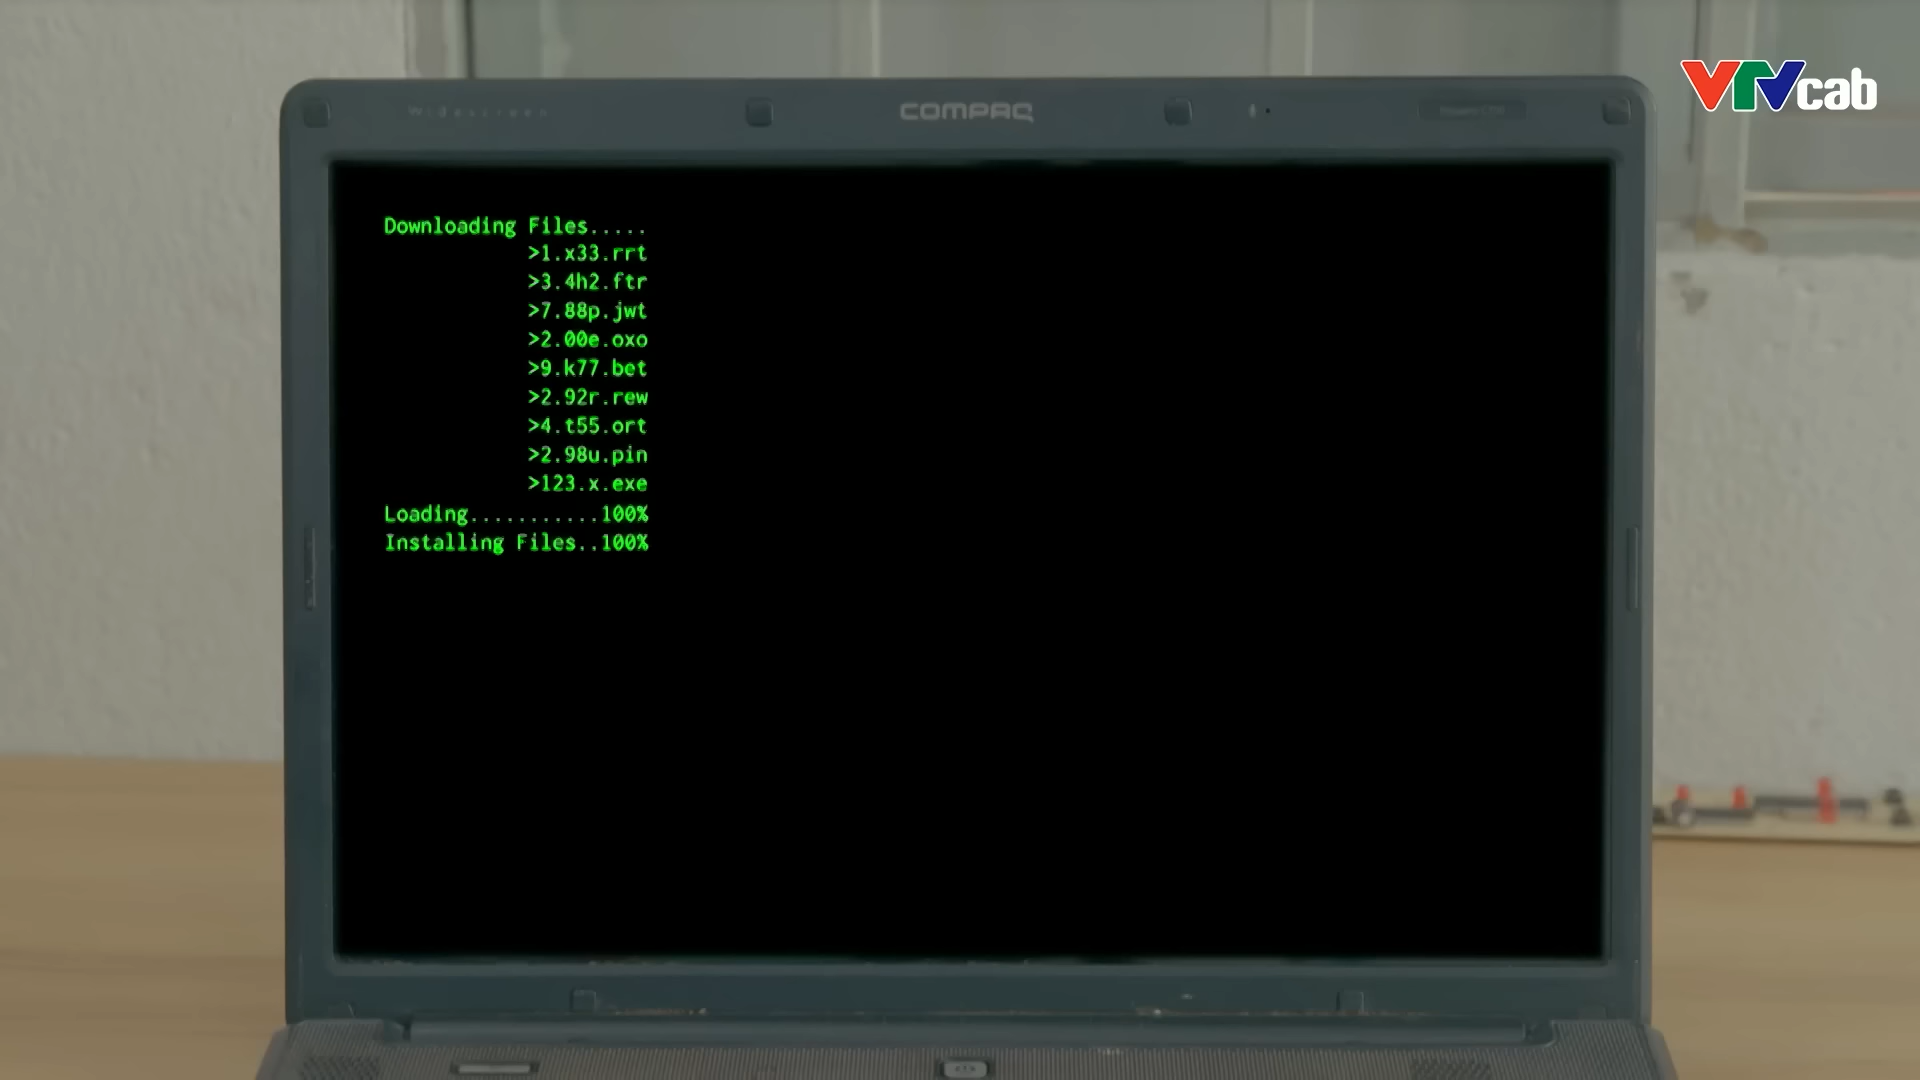 VTVcab
Widescreen
COMPAQ
Downloading Files.....
>1.x33.rrt
>3.4h2.ftr
>7.88p.jwt
>2.00e.oxo
>9.k77.bet
>2.92r.rew
>4.t55.ort
>2.98u.pin
>123.x.exe
Loading...........100%
Installing Files..100%